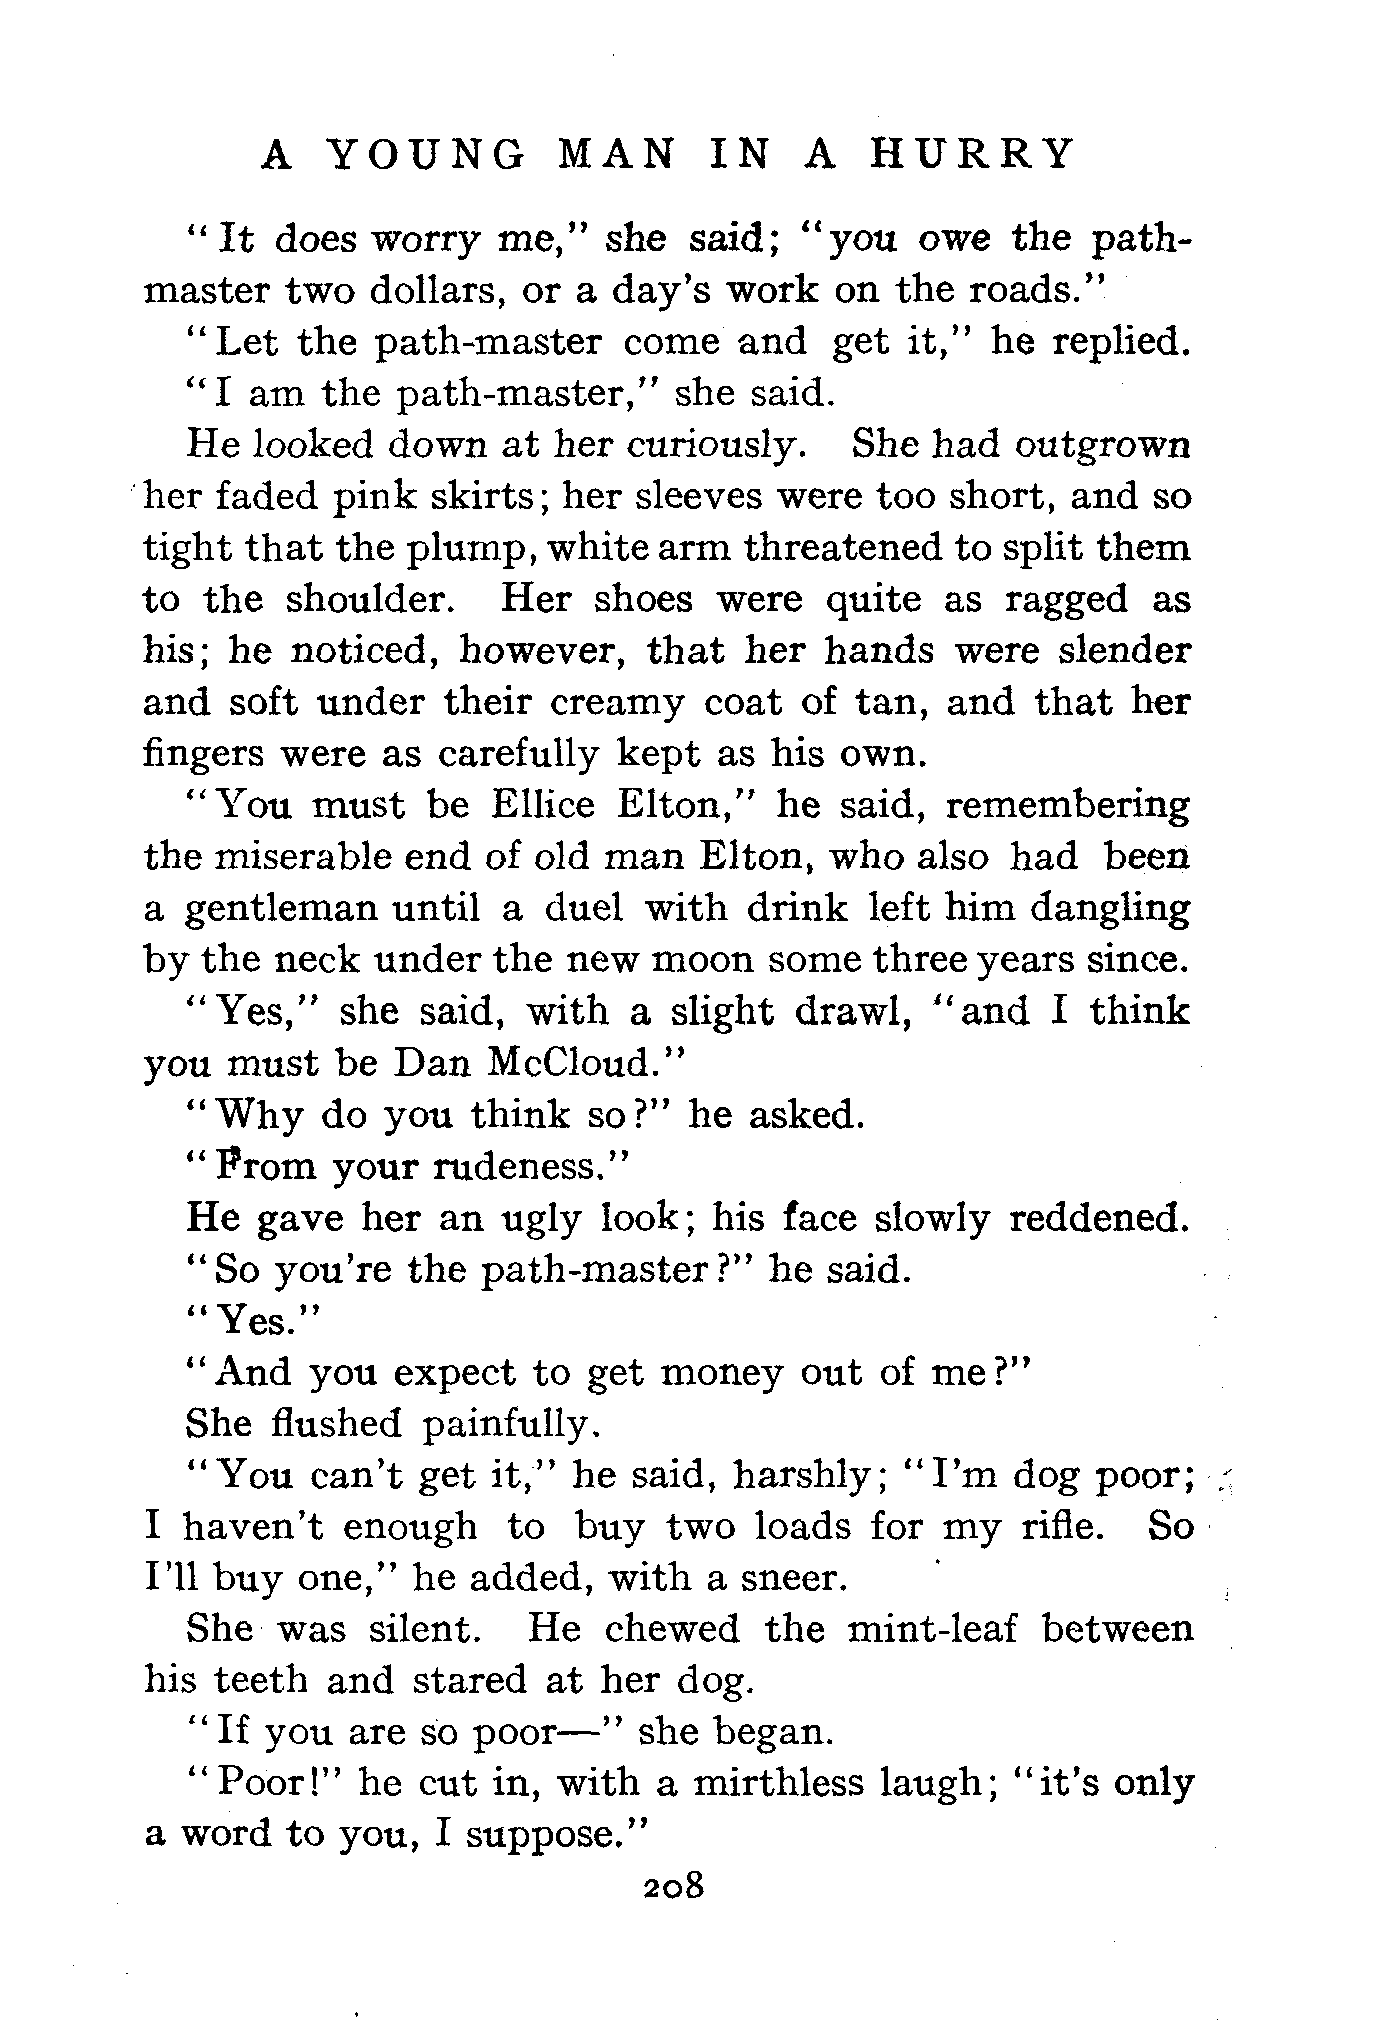 A YOUNG MAN IN A HURRY
"It does worry me," she said; "you owe the path-
master two dollars, or a day's work on the roads."
"Let the path-master come and get it," he replied.
"I am the path-master," she said.
He looked down at her curiously. She had outgrown
her faded pink skirts; her sleeves were too short, and so
tight that the plump, white arm threatened to split them
to the shoulder. Her shoes were quite as ragged as
his; he noticed, however, that her hands were slender
and soft under their creamy coat of tan, and that her
fingers were as carefully kept as his own.
"You must be Ellice Elton," he said, remembering
the miserable end of old man Elton, who also had been
a gentleman until a duel with drink left him dangling
by the neck under the new moon some three years since.
"Yes," she said, with a slight drawl, "and I think
you must be Dan McCloud."
"Why do you think so?" he asked.
"From your rudeness."
He gave her an ugly look; his face slowly reddened.
"So you're the path-master?" he said.
"Yes."
"And you expect to get money out of me?"
She flushed painfully.
"You can't get it," he said, harshly; "I'm dog poor;
I haven't enough to buy two loads for my rifle. So
I'll buy one," he added, with a sneer.
She was silent. He chewed the mint-leaf between
his teeth and stared at her dog.
"If you are so poor—" she began.
"Poor!" he cut in, with a mirthless laugh; "it's only
a word to you, I suppose."
208